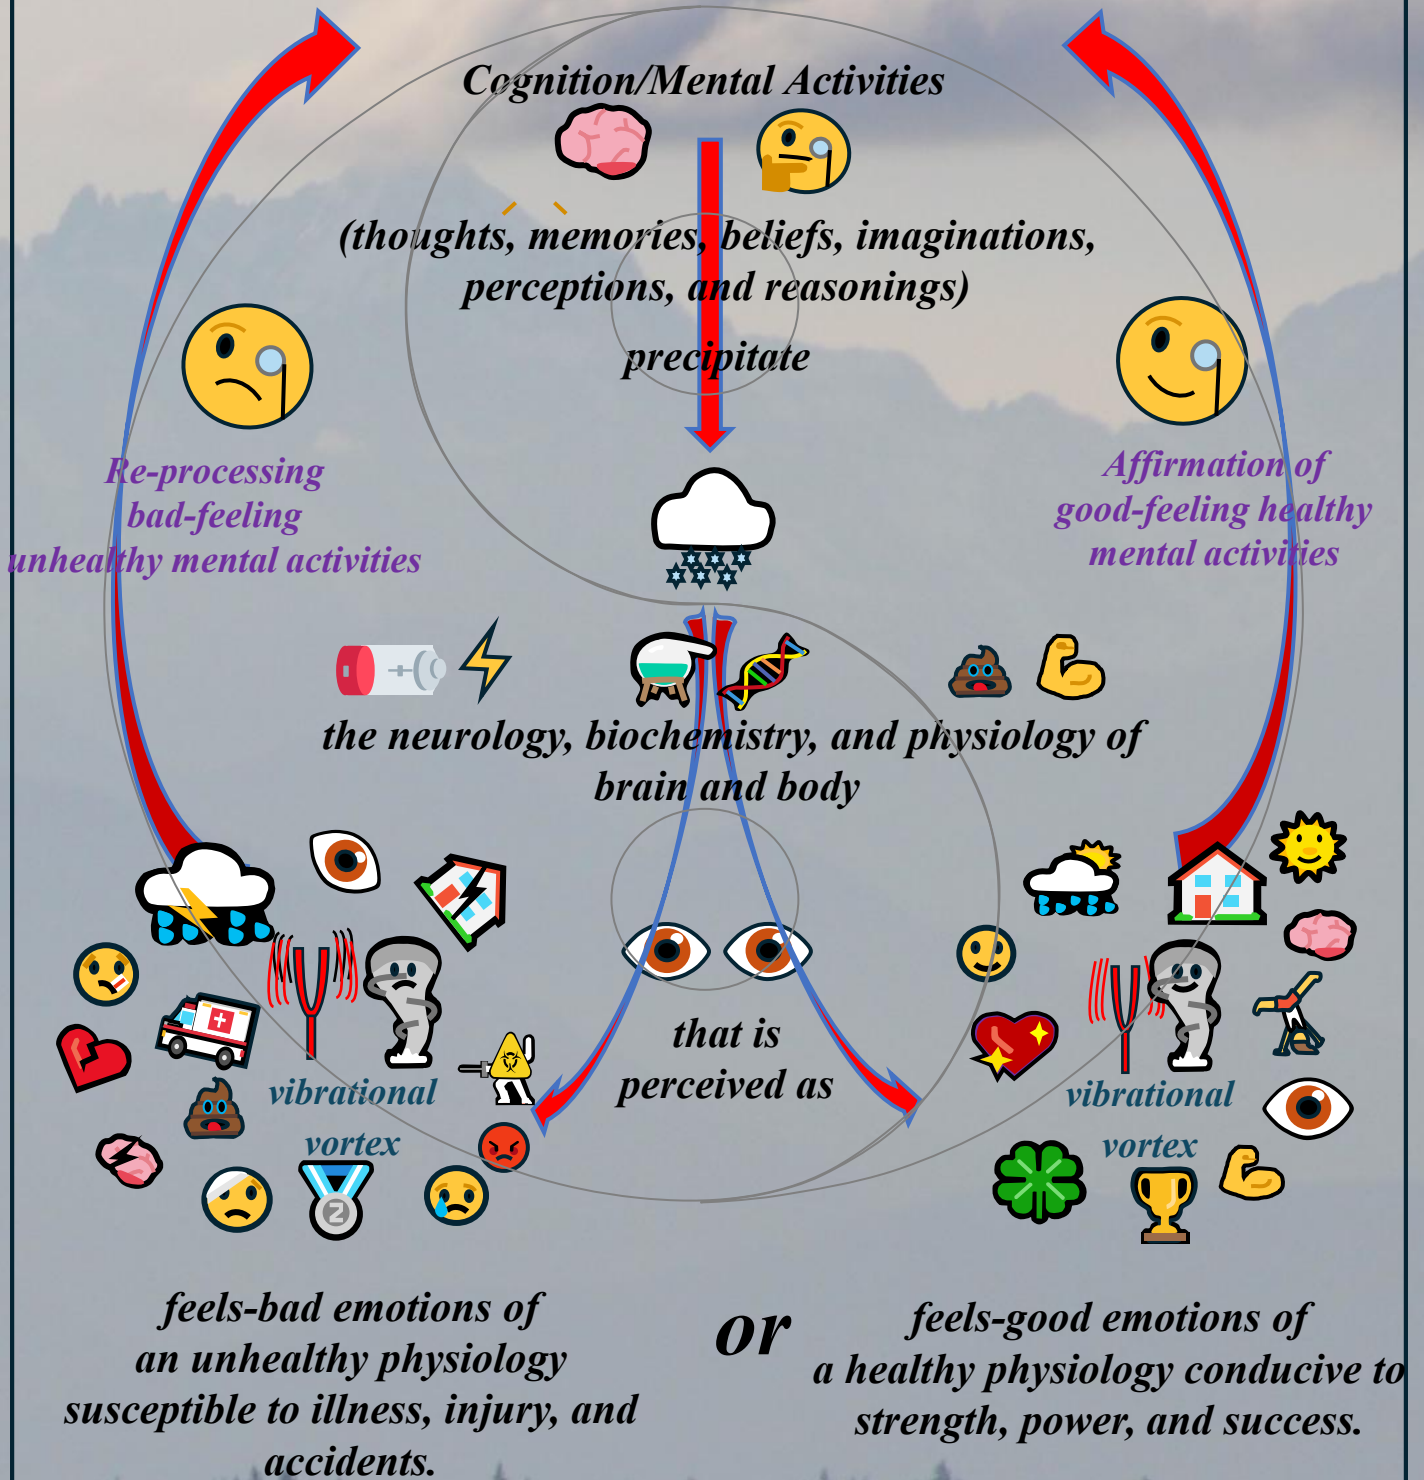 Cognition/Mental Activities
(thoughts, memories, beliefs, imaginations,
perceptions, and reasonings)
precipitate
Re-processing
bad-feeling
unhealthy mental activities
Affirmation of
good-feeling healthy
mental activities
the neurology, biochemistry, and physiology of
brain and body
that is
perceived as
vibrational
vortex
2
vibrational
vortex
feels-bad emotions of
an unhealthy physiology
susceptible to illness, injury, and
accidents.
or
feels-good emotions of
a healthy physiology conducive to
strength, power, and success.